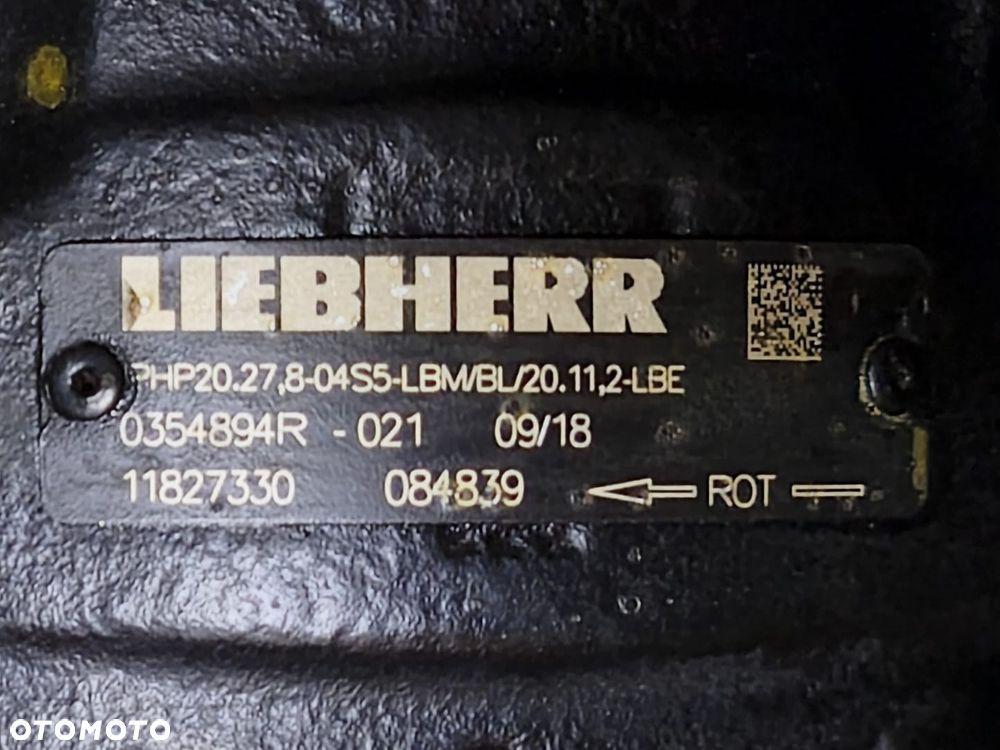 LIEBHERR
PHP20.27,8-04S5-LBM/BL/20.11,2-LBE
0354894R - 021 09/18
11827330 084839 ROT
OTOMOTO